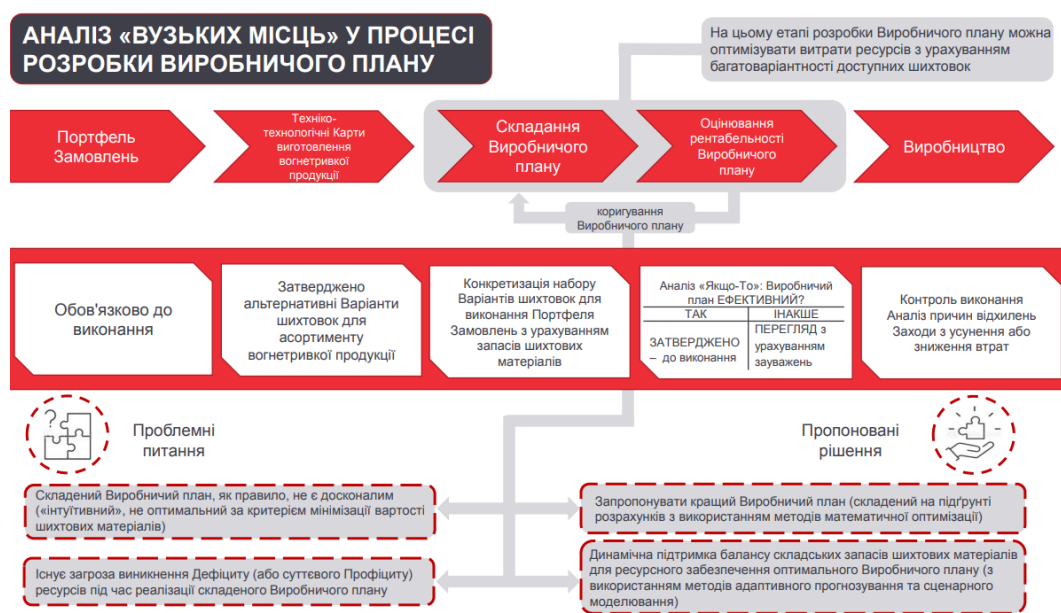 АНАЛІЗ «ВУЗЬКИХ МІСЦЬ» У ПРОЦЕСІ
РОЗРОБКИ ВИРОБНИЧОГО ПЛАНУ
На цьому етапі розробки Виробничого плану можна
оптимізувати витрати ресурсів з урахуванням
багатоваріантності доступних шихтовок
Портфель
Замовлень
Техніко-
технологічні Карти
виготовлення
вогнетривкої
продукції
Складання
Виробничого
плану
Оцінювання
рентабельності
Виробничого
плану
Виробництво
коригування
Виробничого плану
Обов'язково до
виконання
Затверджено
альтернативні Варіанти
шихтовок для
асортименту
вогнетривкої продукції
Конкретизація набору
Варіантів шихтовок для
виконання Портфеля
Замовлень з урахуванням
запасів шихтових
матеріалів
Аналіз «Якщо-То»: Виробничий
план ЕФЕКТИВНИЙ?
ТАК
ІНАКШЕ
ЗАТВЕРДЖЕНО
– до виконання
ПЕРЕГЛЯД з
урахуванням
зауважень
Контроль виконання
Аналіз причин відхилень
Заходи з усунення або
зниження втрат
Проблемні
питання
Пропоновані
рішення
Складений Виробничий план, як правило, не є досконалим
(«інтуїтивний», не оптимальний за критерієм мінімізації вартості
шихтових матеріалів)
Запропонувати кращий Виробничий план (складений на підґрунті
розрахунків з використанням методів математичної оптимізації)
Існує загроза виникнення Дефіциту (або суттєвого Профіциту)
ресурсів під час реалізації складеного Виробничого плану
Динамічна підтримка балансу складських запасів шихтових матеріалів
для ресурсного забезпечення оптимального Виробничого плану (з
використанням методів адаптивного прогнозування та сценарного
моделювання)